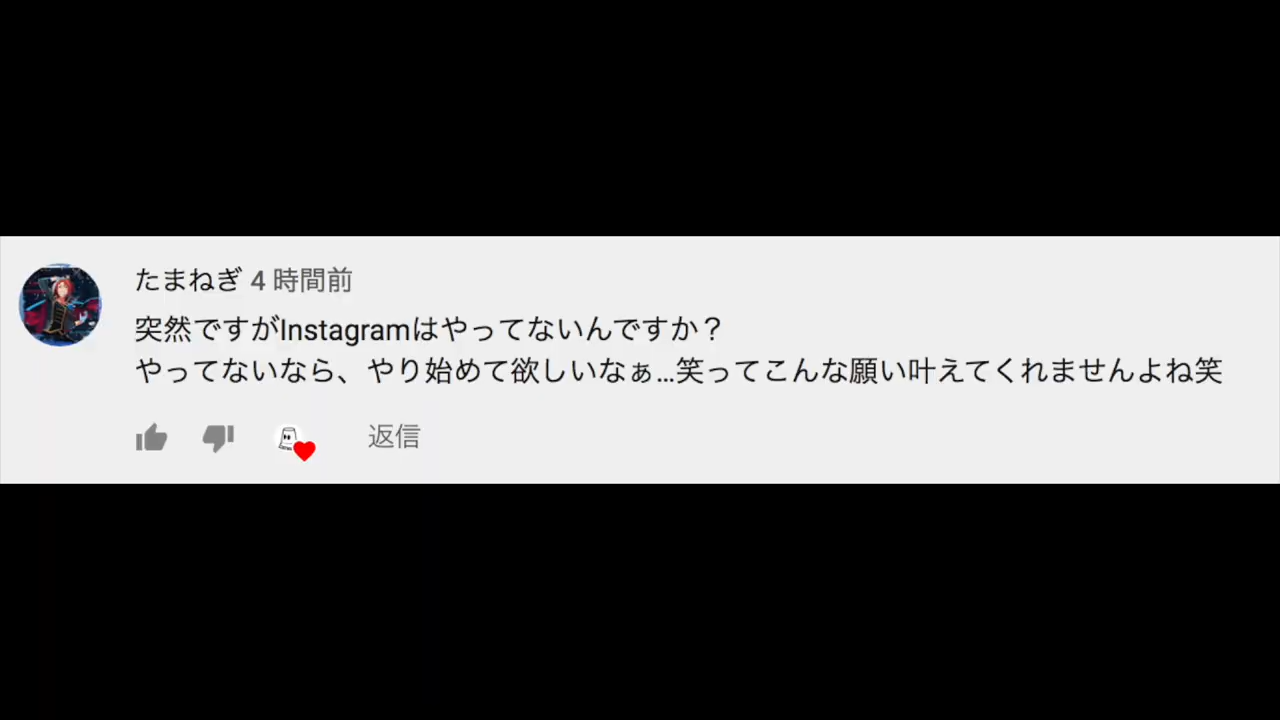 たまねぎ 4 時間前
突然ですがInstagramはやってないんですか？
やってないなら、やり始めて欲しいなぁ...笑ってこんな願い叶えてくれませんよね笑
返信